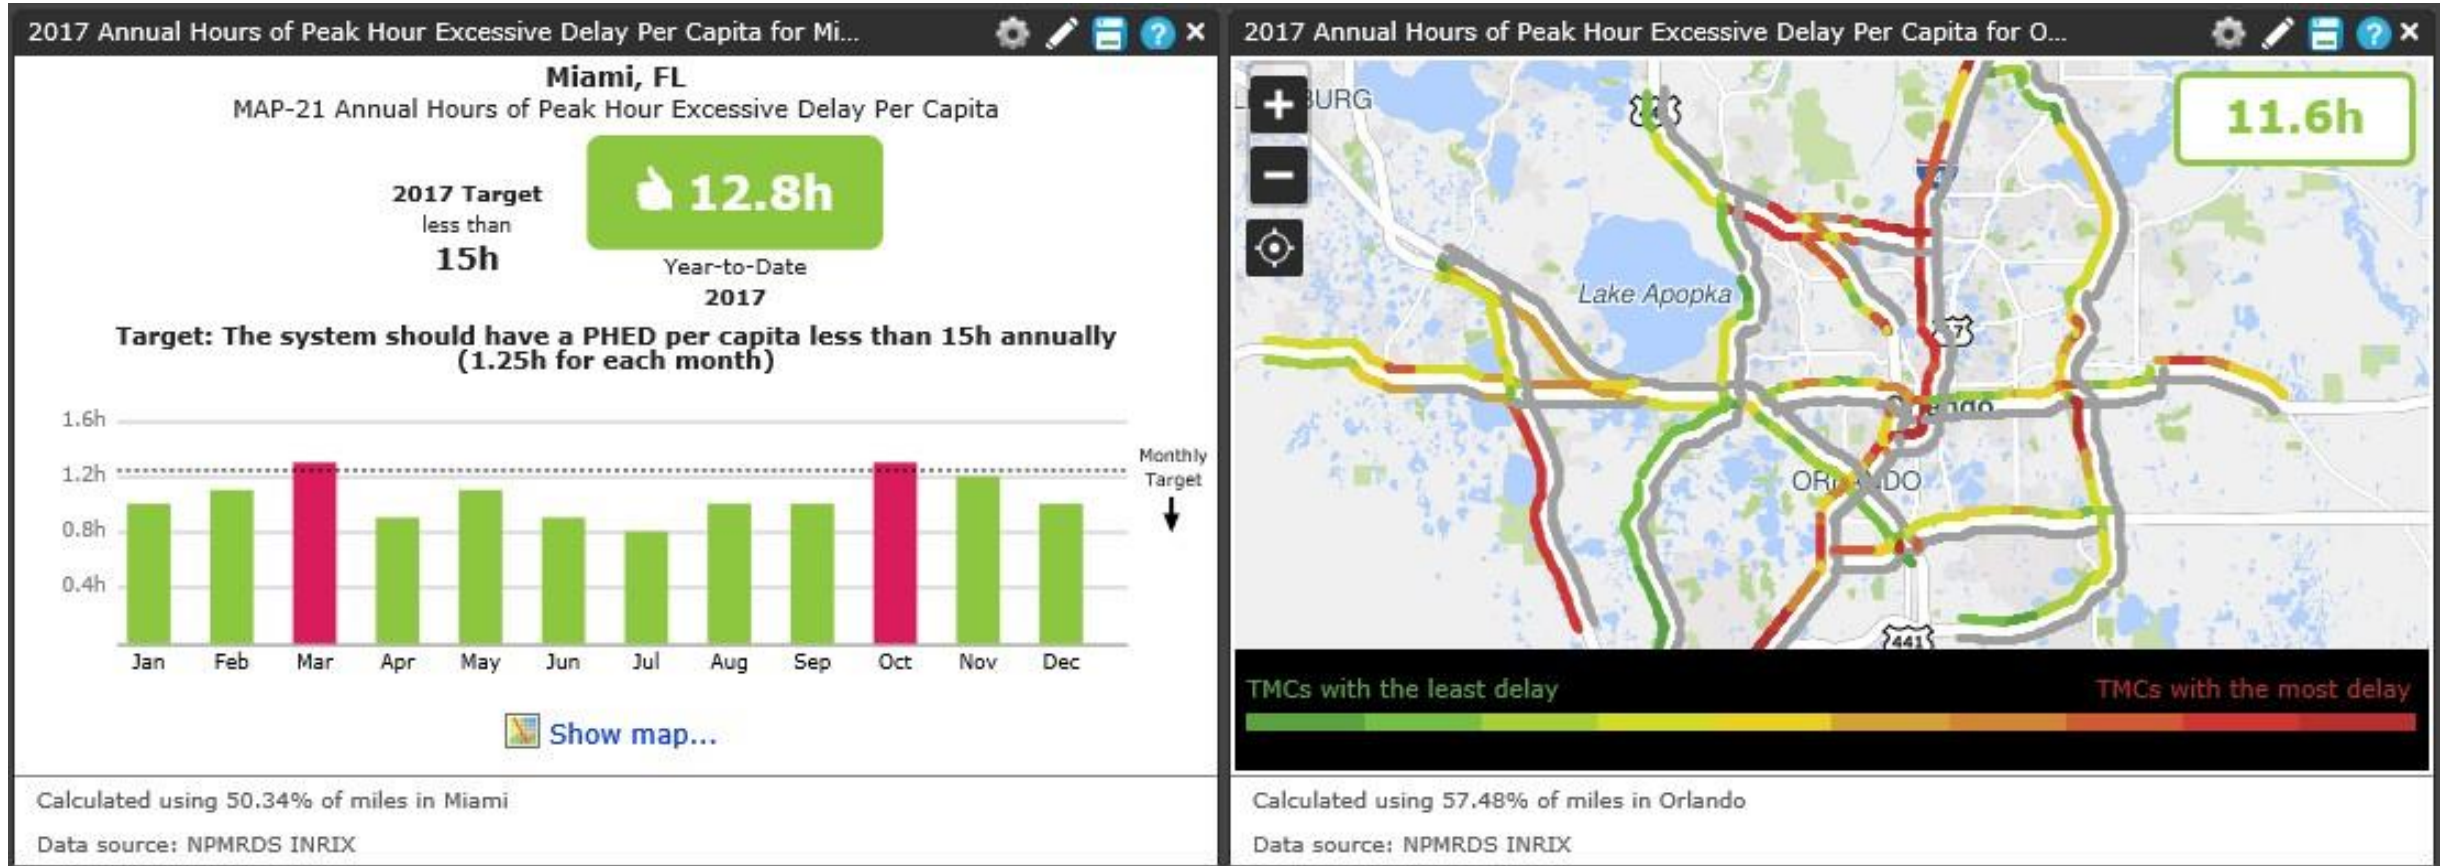 2017 Annual Hours of Peak Hour Excessive Delay Per Capita for Mi...
Miami, FL
MAP-21 Annual Hours of Peak Hour Excessive Delay Per Capita
2017 Target
less than
15h
12.8h
Year-to-Date
2017
Target: The system should have a PHED per capita less than 15h annually
(1.25h for each month)
1.6h
1.2h
0.8h
0.4h
Monthly
Target
Jan Feb Mar Apr May Jun Jul Aug Sep Oct Nov Dec
Show map...
Calculated using 50.34% of miles in Miami
Data source: NPMRDS INRIX
2017 Annual Hours of Peak Hour Excessive Delay Per Capita for O...
11.6h
Lake Apopka
441
TMCs with the least delay
TMCs with the most delay
Calculated using 57.48% of miles in Orlando
Data source: NPMRDS INRIX